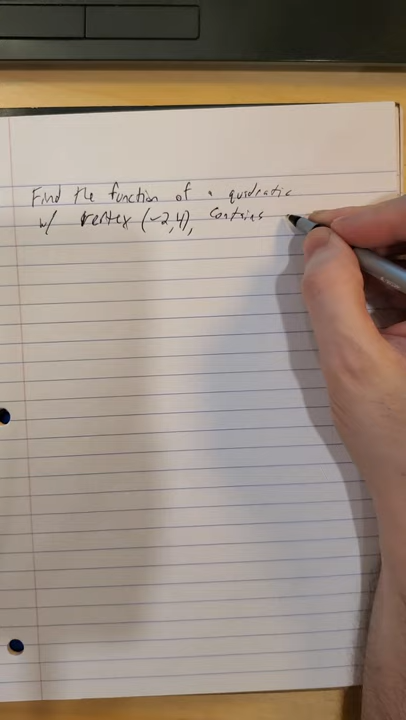 Find the function of a quadratic
w/ vertex (-2,4), contains